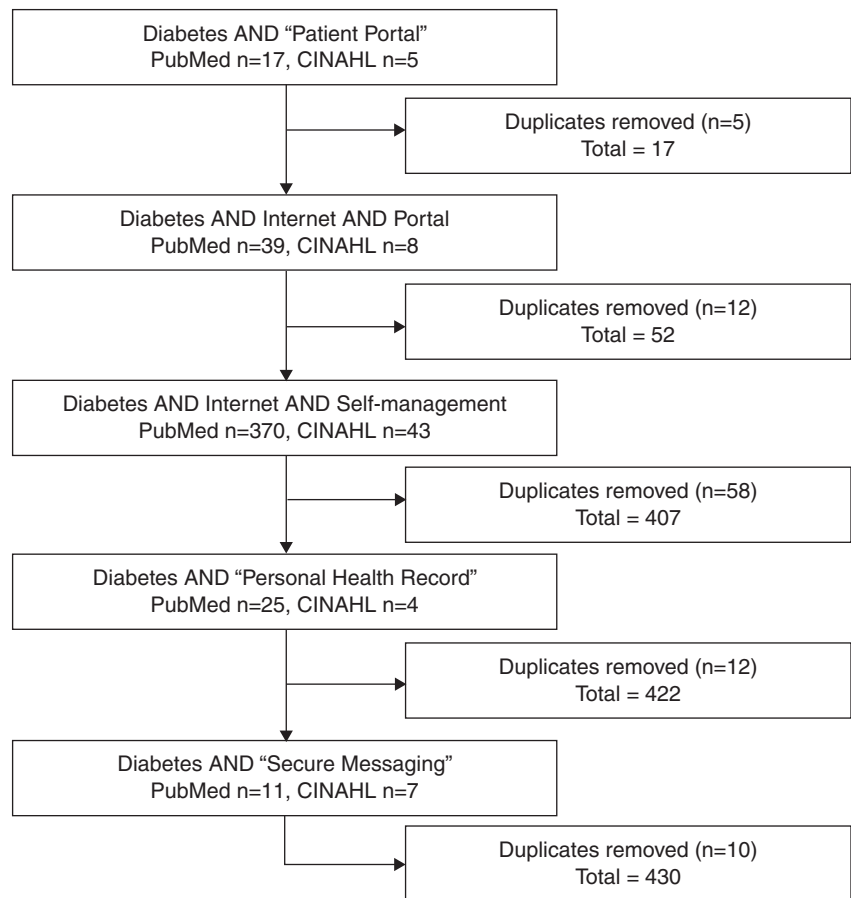 Diabetes AND “Patient Portal”
PubMed n=17, CINAHL n=5
Duplicates removed (n=5)
Total = 17
Diabetes AND Internet AND Portal
PubMed n=39, CINAHL n=8
Duplicates removed (n=12)
Total = 52
Diabetes AND Internet AND Self-management
PubMed n=370, CINAHL n=43
Duplicates removed (n=58)
Total = 407
Diabetes AND “Personal Health Record”
PubMed n=25, CINAHL n=4
Duplicates removed (n=12)
Total = 422
Diabetes AND “Secure Messaging”
PubMed n=11, CINAHL n=7
Duplicates removed (n=10)
Total = 430